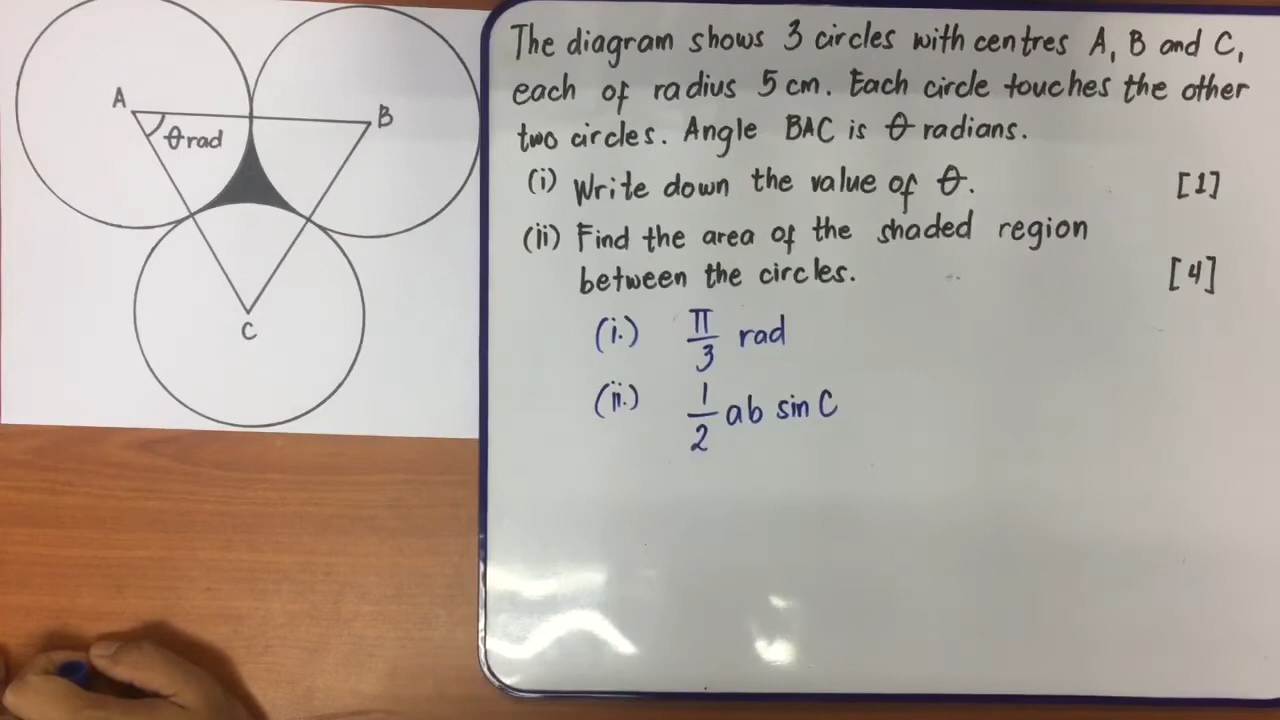 A
B
θ rad
C
The diagram shows 3 circles with centres A, B and C,
each of radius 5 cm. Each circle touches the other
two circles. Angle BAC is θ radians.
(i) Write down the value of θ. [1]
(ii) Find the area of the shaded region
between the circles. [4]
(i.) π/3 rad
(ii.) 1/2 ab sin C